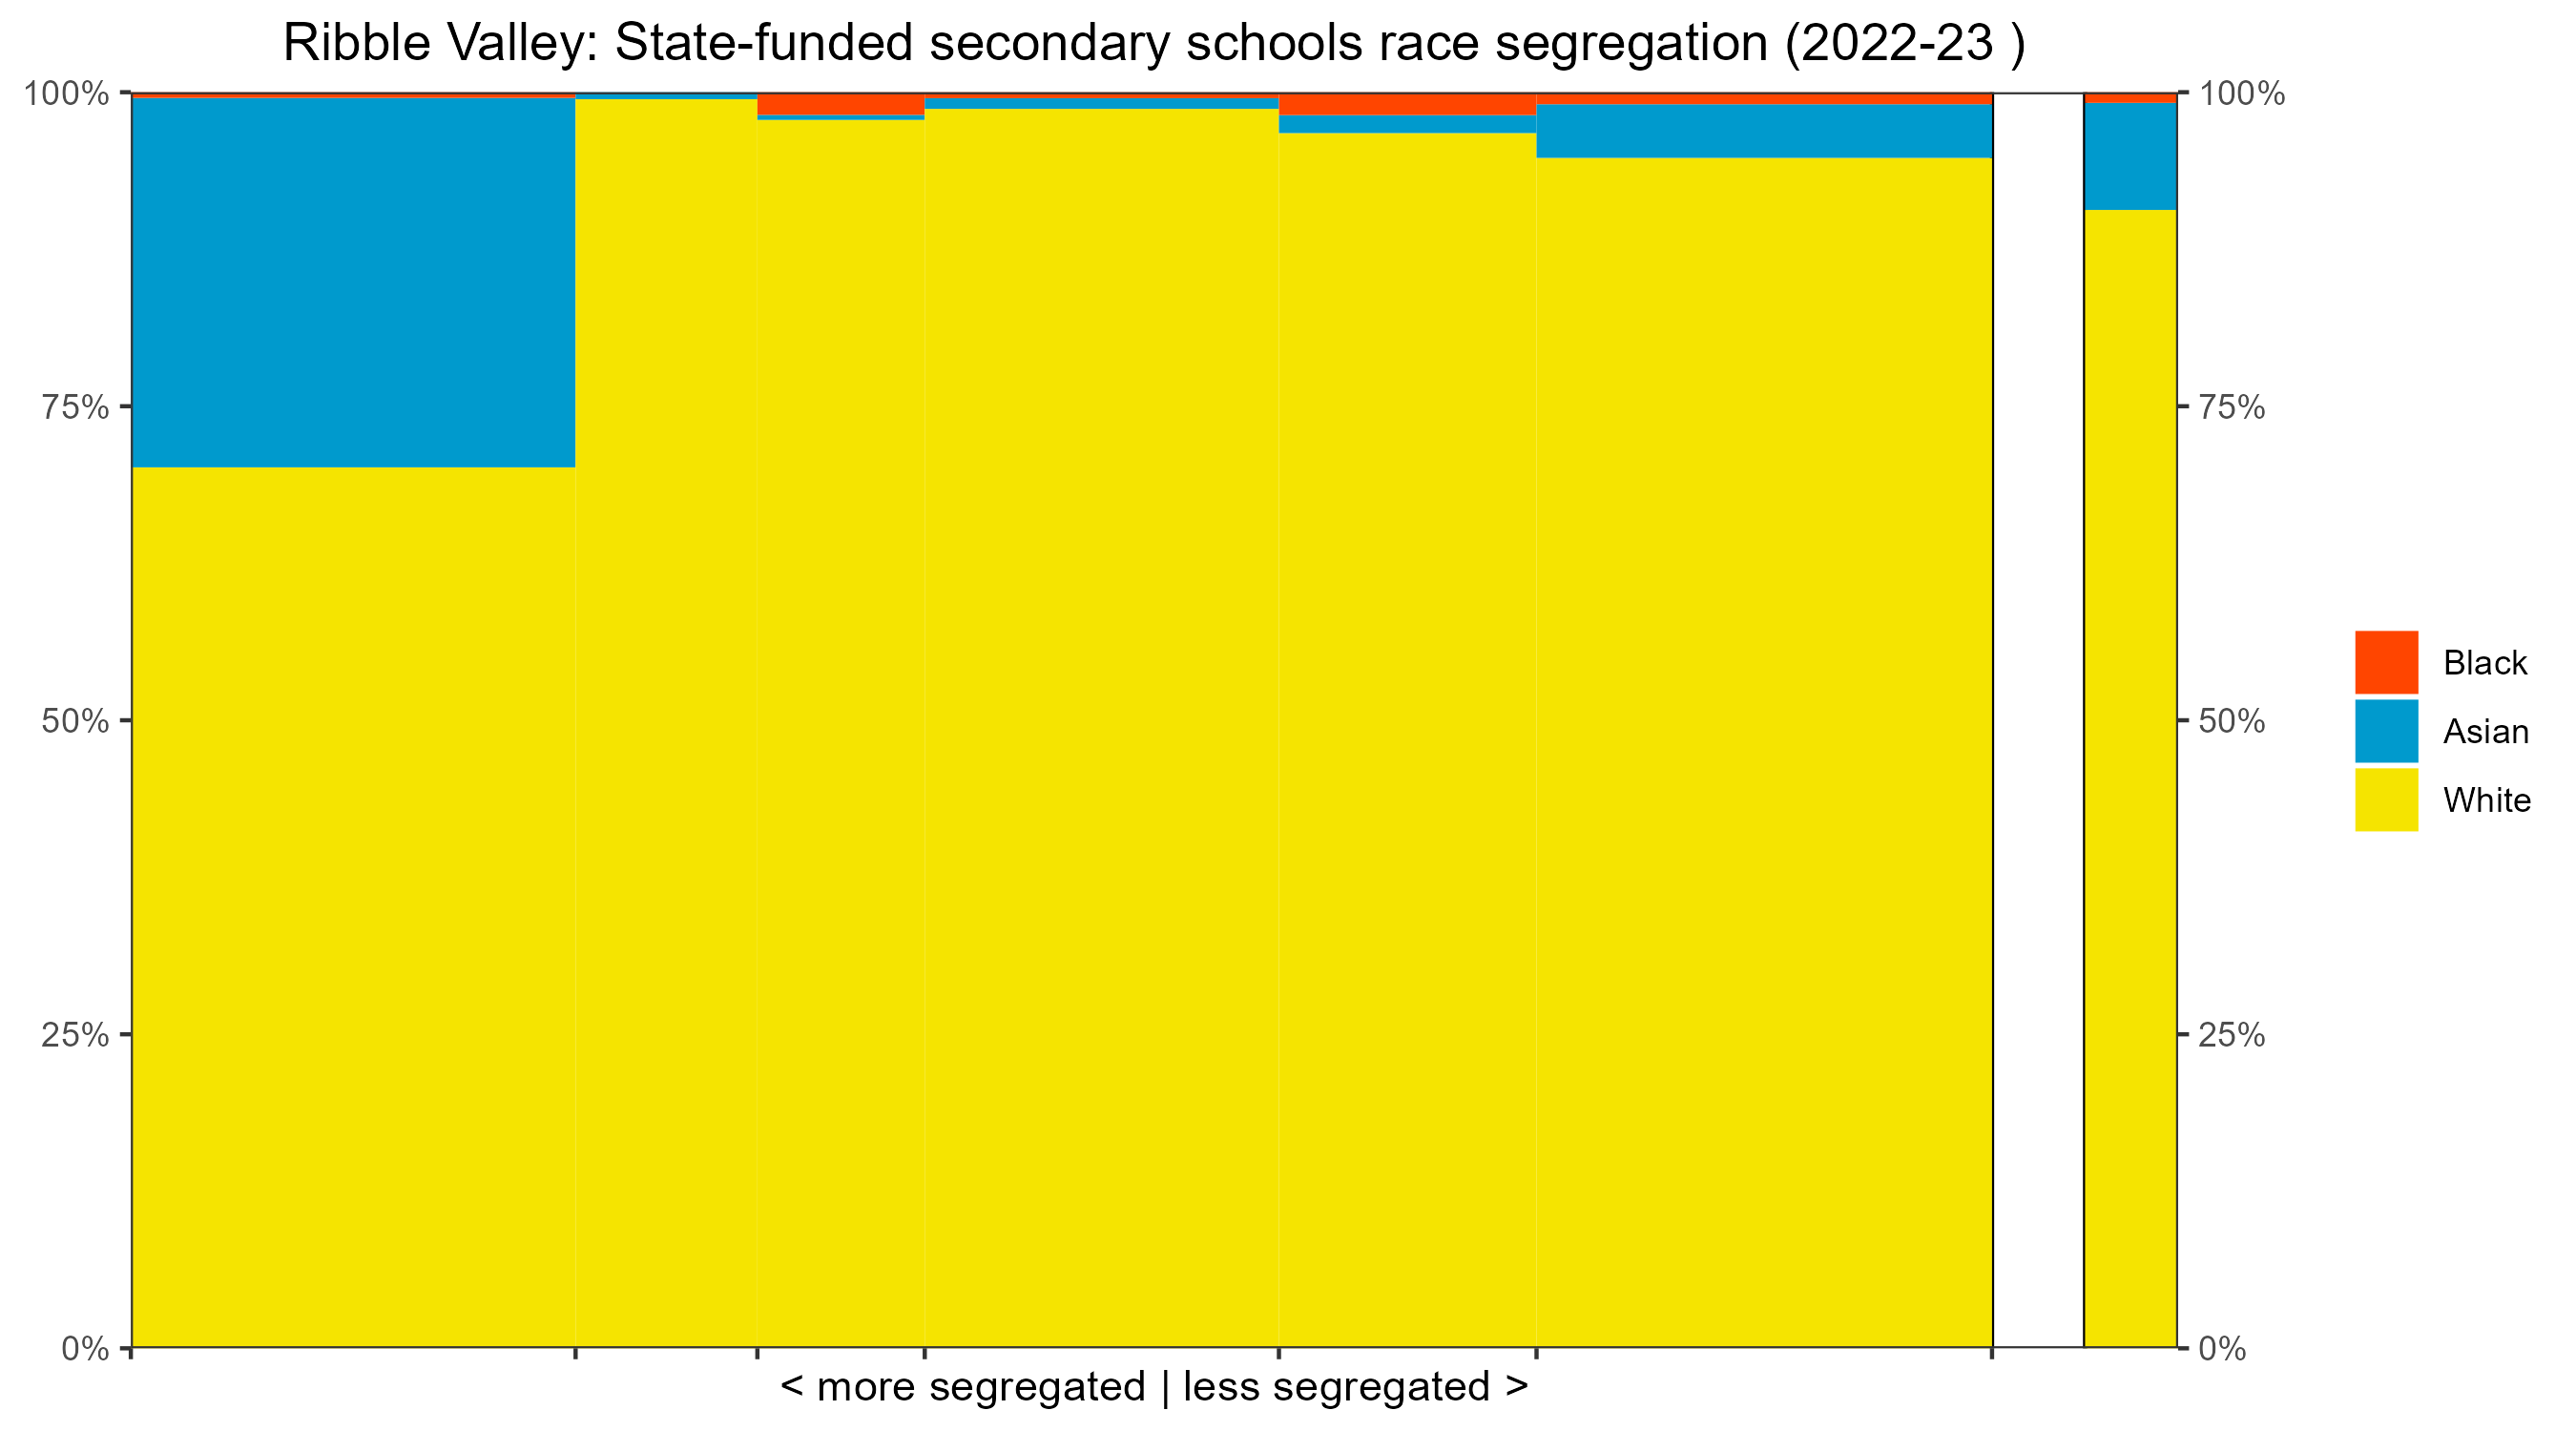 Ribble Valley: State-funded secondary schools race segregation (2022-23 )
100%
75%
50%
25%
0%
100%
75%
50%
25%
0%
Black
Asian
White
< more segregated | less segregated >